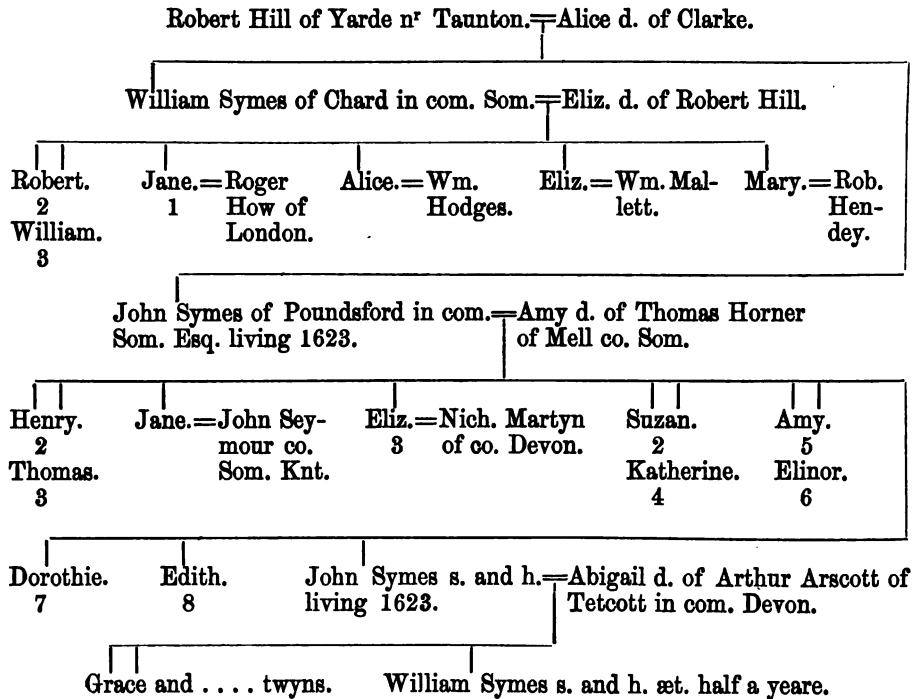 Robert Hill of Yarde nʳ Taunton.=Alice d. of Clarke.
William Symes of Chard in com. Som.=Eliz. d. of Robert Hill.
Robert. Jane.=Roger Alice.=Wm. Eliz.=Wm. Mal- Mary.=Rob.
2 1 How of Hodges. lett. Hen-
William. London. dey.
3
John Symes of Poundsford in com.=Amy d. of Thomas Horner
Som. Esq. living 1623. of Mell co. Som.
Henry. Jane.=John Sey- Eliz.=Nich. Martyn Suzan. Amy.
2 mour co. 3 of co. Devon. 2 5
Thomas. Som. Knt. Katherine. Elinor.
3 4 6
Dorothie. Edith. John Symes s. and h.=Abigail d. of Arthur Arscott of
7 8 living 1623. Tetcott in com. Devon.
Grace and .... twyns. William Symes s. and h. æt. half a yeare.